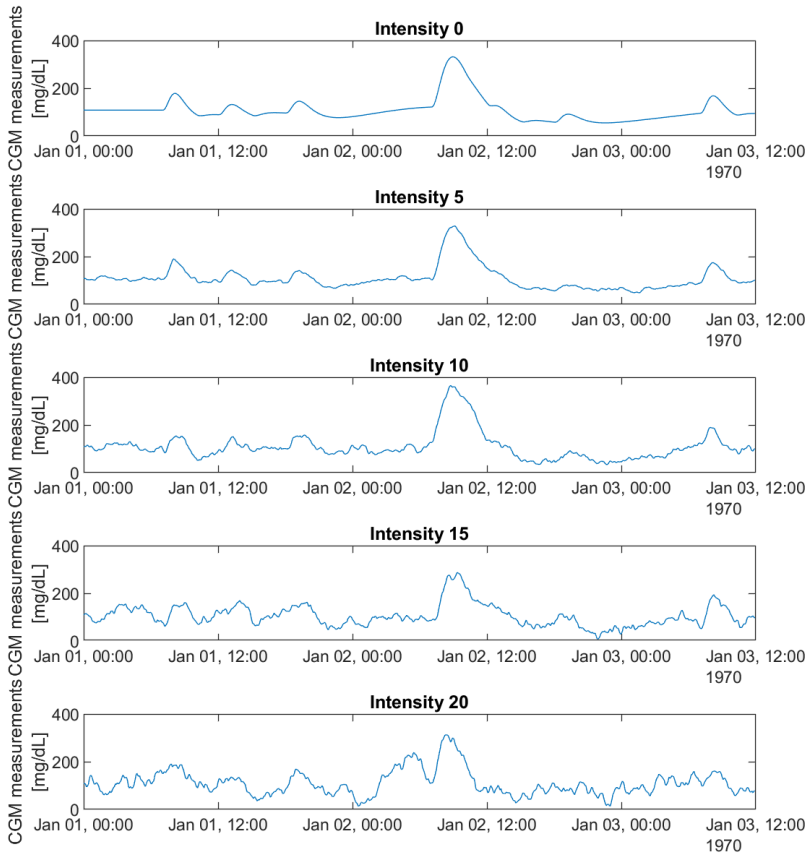 Intensity 0
CGM measurements
[mg/dL]
400
200
0
Jan 01, 00:00 Jan 01, 12:00 Jan 02, 00:00 Jan 02, 12:00 Jan 03, 00:00 Jan 03, 12:00
1970
Intensity 5
CGM measurements
[mg/dL]
400
200
0
Jan 01, 00:00 Jan 01, 12:00 Jan 02, 00:00 Jan 02, 12:00 Jan 03, 00:00 Jan 03, 12:00
1970
Intensity 10
CGM measurements
[mg/dL]
400
200
0
Jan 01, 00:00 Jan 01, 12:00 Jan 02, 00:00 Jan 02, 12:00 Jan 03, 00:00 Jan 03, 12:00
1970
Intensity 15
CGM measurements
[mg/dL]
400
200
0
Jan 01, 00:00 Jan 01, 12:00 Jan 02, 00:00 Jan 02, 12:00 Jan 03, 00:00 Jan 03, 12:00
1970
Intensity 20
CGM measurements
[mg/dL]
400
200
0
Jan 01, 00:00 Jan 01, 12:00 Jan 02, 00:00 Jan 02, 12:00 Jan 03, 00:00 Jan 03, 12:00
1970